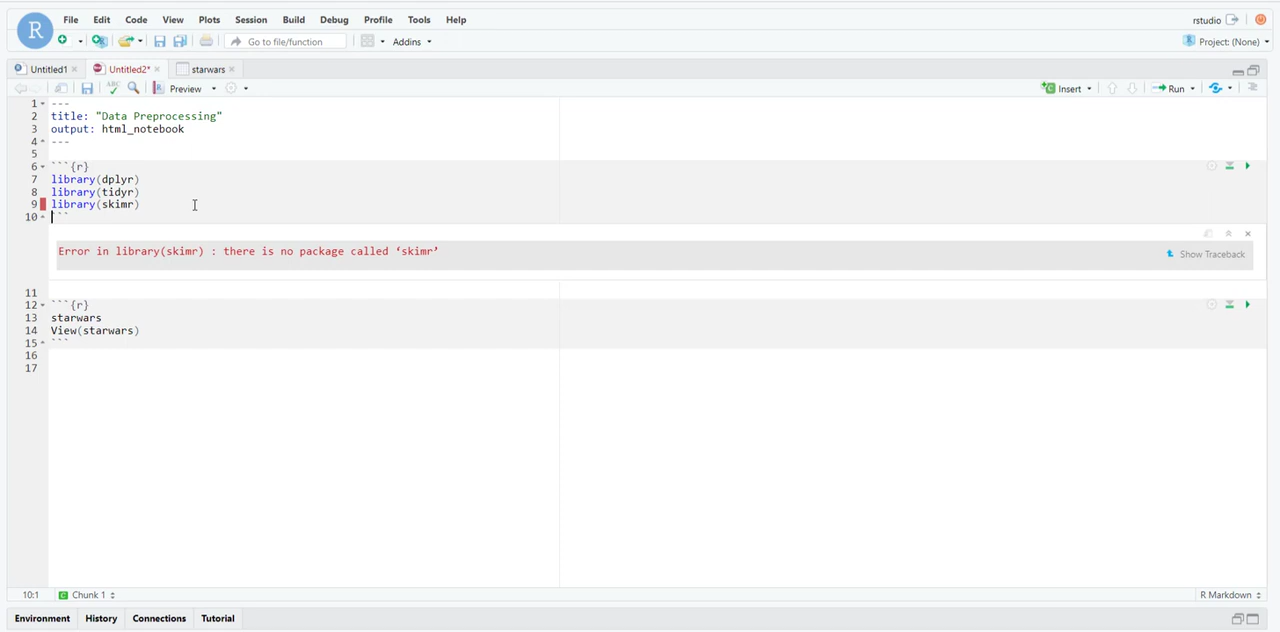 R
File Edit Code View Plots Session Build Debug Profile Tools Help
rstudio
Go to file/function
Addins
Project: (None)
Untitled1
Untitled2*
starwars
ABC
Preview
Insert
Run
1 ---
2 title: "Data Preprocessing"
3 output: html_notebook
4 ---
5
6 ```{r}
7 library(dplyr)
8 library(tidyr)
9 library(skimr)
10 ```
Error in library(skimr) : there is no package called ‘skimr’
Show Traceback
11
12 ```{r}
13 starwars
14 View(starwars)
15 ```
16
17
10:1
C Chunk 1
R Markdown
Environment History Connections Tutorial